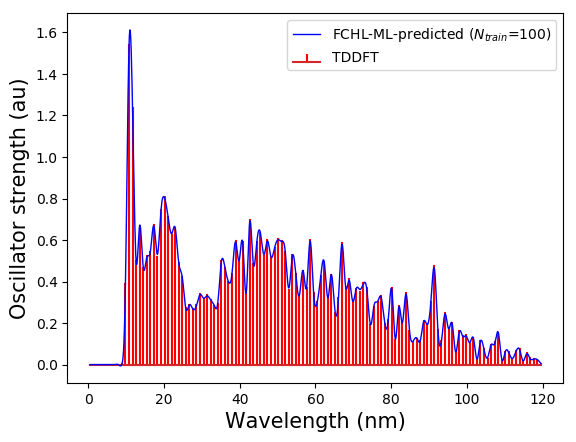 FCHL-ML-predicted (N_train=100)
TDDFT
Oscillator strength (au)
1.6
1.4
1.2
1.0
0.8
0.6
0.4
0.2
0.0
0 20 40 60 80 100 120
Wavelength (nm)